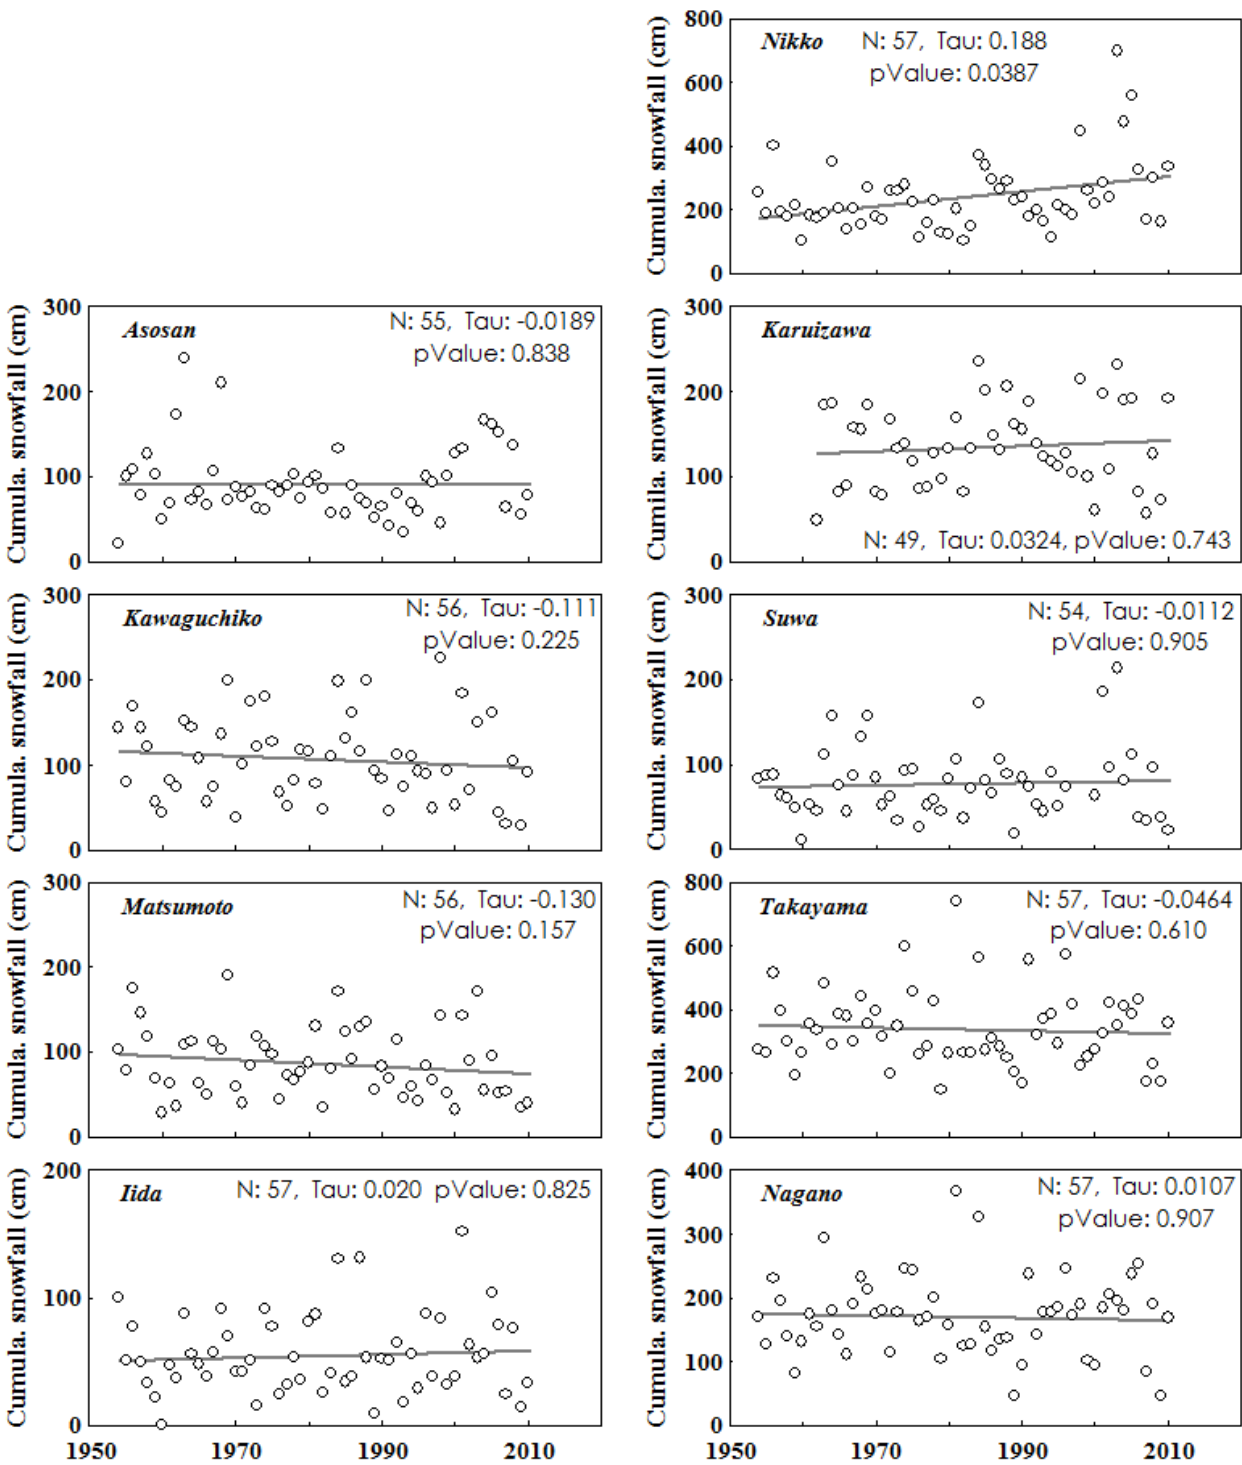 Cumula. snowfall (cm)
800
600
400
200
0
Nikko N: 57, Tau: 0.188
pValue: 0.0387
1950 1970 1990 2010
Cumula. snowfall (cm)
300
200
100
0
Asosan
N: 55, Tau: -0.0189
pValue: 0.838
Cumila. snowfall (cm)
300
200
100
0
Karuizawa
N: 49, Tau: 0.0324, pValue: 0.743
Cumula. snowfall (cm)
300
200
100
0
Kawaguchiko
N: 56, Tau: -0.111
pValue: 0.225
Cumula. snowfall (cm)
300
200
100
0
Suwa
N: 54, Tau: -0.0112
pValue: 0.905
Cumula. snowfall (cm)
300
200
100
0
Matsumoto
N: 56, Tau: -0.130
pValue: 0.157
Cumula. snowfall (cm)
800
600
400
200
0
Takayama
N: 57, Tau: -0.0464
pValue: 0.610
Cumula. snowfall (cm)
200
100
0
Iida N: 57, Tau: 0.020 pValue: 0.825
1950 1970 1990 2010
Cumula. snowfall (cm)
400
300
200
100
0
Nagano
N: 57, Tau: 0.0107
pValue: 0.907
1950 1970 1990 2010